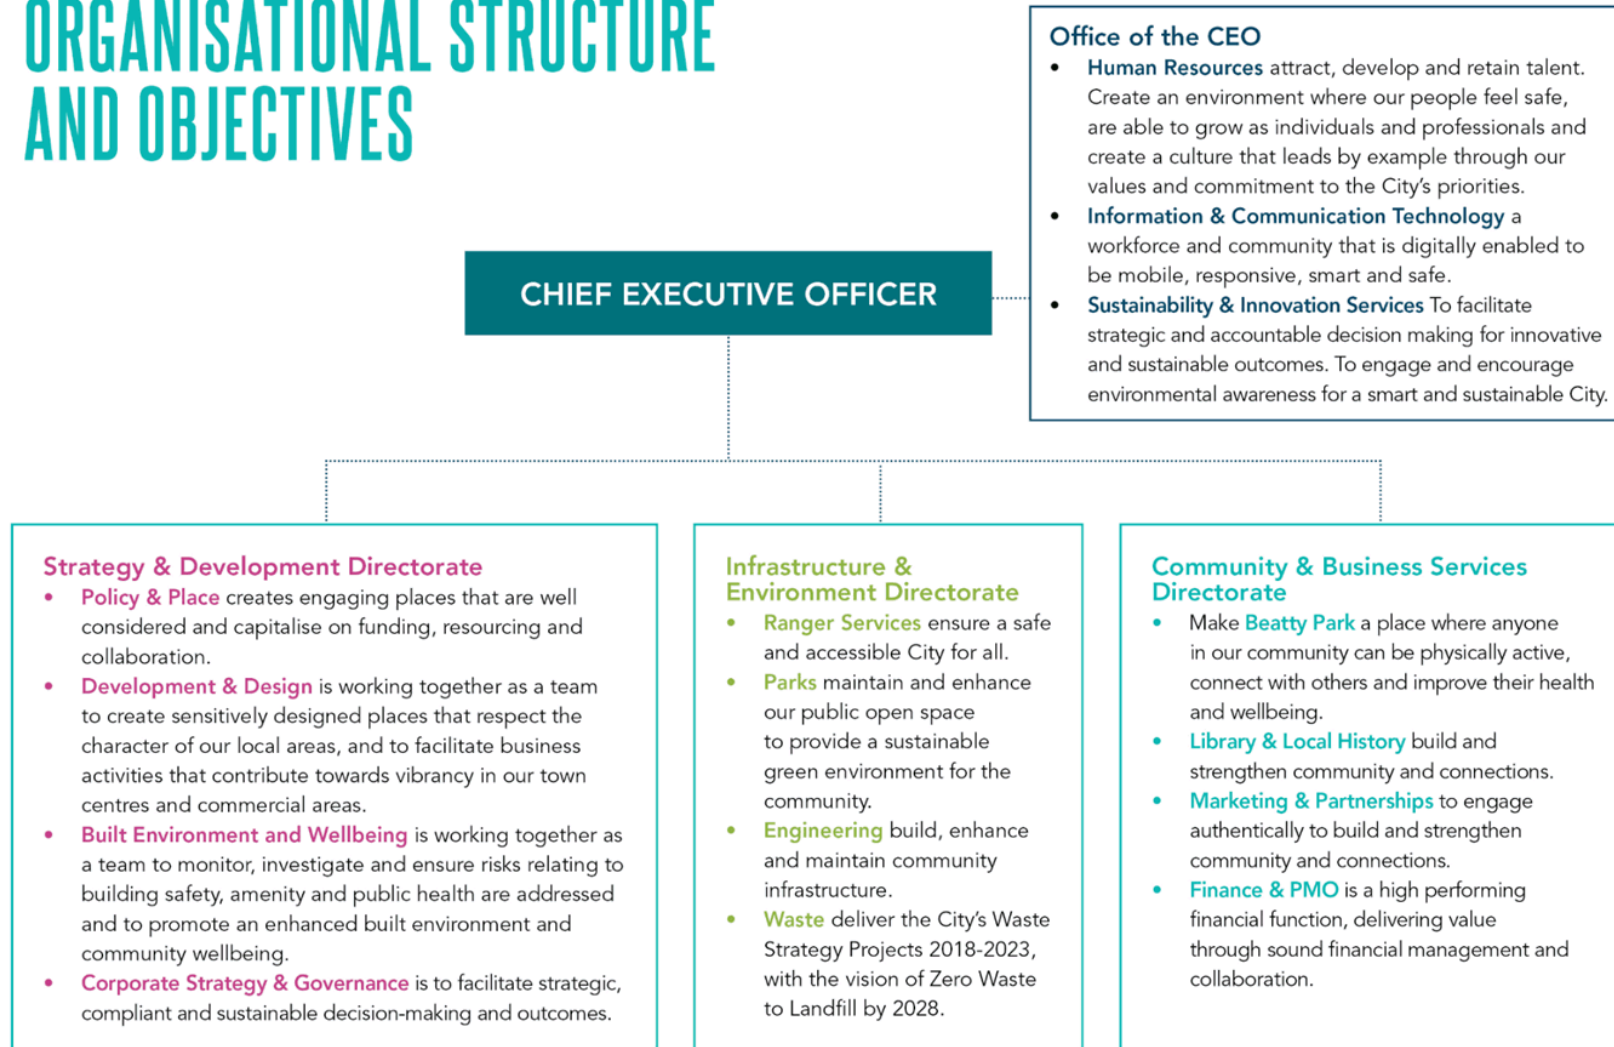 ORGANISATIONAL STRUCTURE
AND OBJECTIVES
Office of the CEO
• Human Resources attract, develop and retain talent.
Create an environment where our people feel safe,
are able to grow as individuals and professionals and
create a culture that leads by example through our
values and commitment to the City's priorities.
• Information & Communication Technology a
workforce and community that is digitally enabled to
be mobile, responsive, smart and safe.
• Sustainability & Innovation Services To facilitate
strategic and accountable decision making for innovative
and sustainable outcomes. To engage and encourage
environmental awareness for a smart and sustainable City.
CHIEF EXECUTIVE OFFICER
Strategy & Development Directorate
• Policy & Place creates engaging places that are well
considered and capitalise on funding, resourcing and
collaboration.
• Development & Design is working together as a team
to create sensitively designed places that respect the
character of our local areas, and to facilitate business
activities that contribute towards vibrancy in our town
centres and commercial areas.
• Built Environment and Wellbeing is working together as
a team to monitor, investigate and ensure risks relating to
building safety, amenity and public health are addressed
and to promote an enhanced built environment and
community wellbeing.
• Corporate Strategy & Governance is to facilitate strategic,
compliant and sustainable decision-making and outcomes.
Infrastructure &
Environment Directorate
• Ranger Services ensure a safe
and accessible City for all.
• Parks maintain and enhance
our public open space
to provide a sustainable
green environment for the
community.
• Engineering build, enhance
and maintain community
infrastructure.
• Waste deliver the City's Waste
Strategy Projects 2018-2023,
with the vision of Zero Waste
to Landfill by 2028.
Community & Business Services
Directorate
• Make Beatty Park a place where anyone
in our community can be physically active,
connect with others and improve their health
and wellbeing.
• Library & Local History build and
strengthen community and connections.
• Marketing & Partnerships to engage
authentically to build and strengthen
community and connections.
• Finance & PMO is a high performing
financial function, delivering value
through sound financial management and
collaboration.